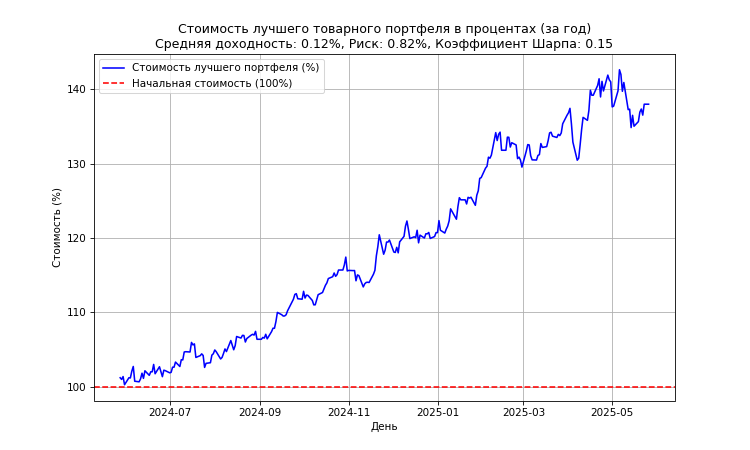 Стоимость лучшего товарного портфеля в процентах (за год)
Средняя доходность: 0.12%, Риск: 0.82%, Коэффициент Шарпа: 0.15
Стоимость лучшего портфеля (%)
Начальная стоимость (100%)
Стоимость (%)
140
130
120
110
100
2024-07
2024-09
2024-11
2025-01
2025-03
2025-05
День